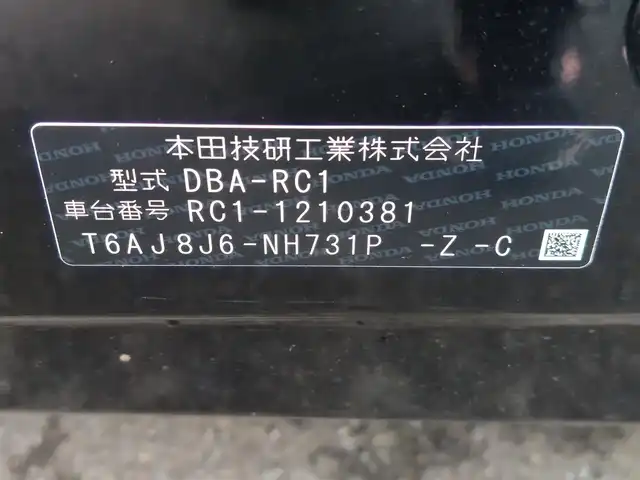 本田技研工業株式会社
型式 DBA-RC1
車台番号 RC1-1210381
T6AJ8J6-NH731P -Z -C